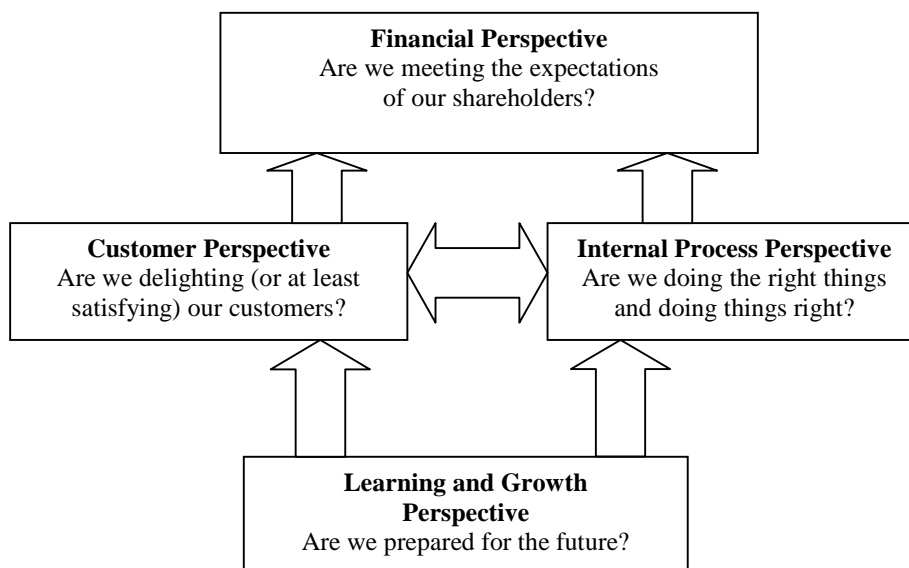 Financial Perspective
Are we meeting the expectations
of our shareholders?
Customer Perspective
Are we delighting (or at least
satisfying) our customers?
Internal Process Perspective
Are we doing the right things
and doing things right?
Learning and Growth
Perspective
Are we prepared for the future?